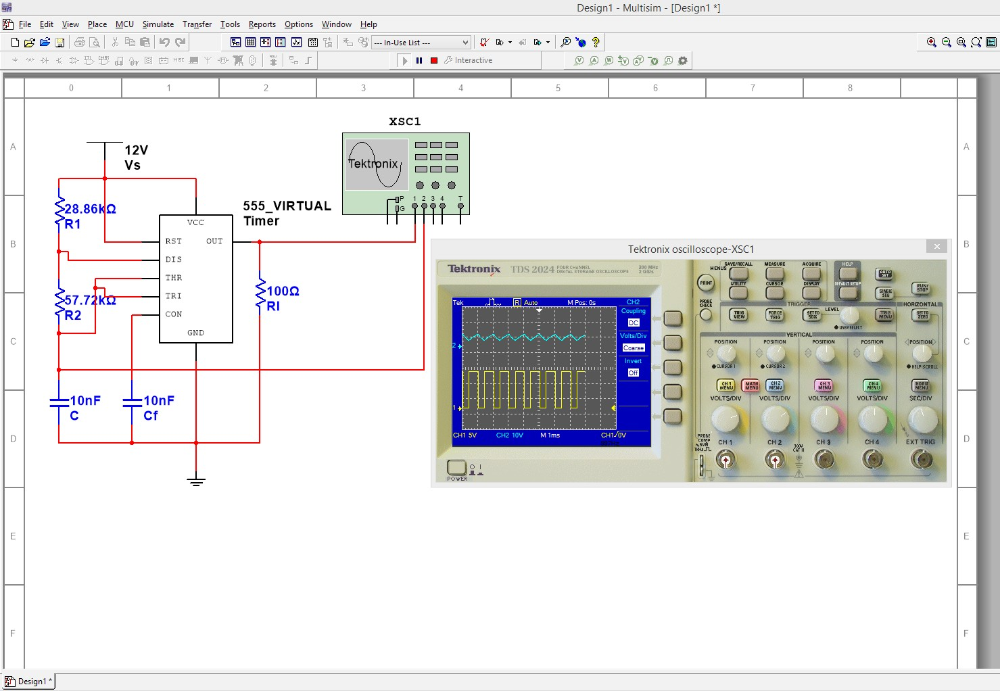 Design1 - Multisim - [Design1 *]
File Edit View Place MCU Simulate Transfer Tools Reports Options Window Help
--- In-Use List ---
Interactive
0 1 2 3 4 5 6 7 8
A
B
C
D
E
F
A
B
C
D
E
F
XSC1
Tektronix
P 1 2 3 4 T
G
12V
Vs
28.86kΩ
R1
57.72kΩ
R2
555_VIRTUAL
Timer
VCC
RST OUT
DIS
THR
TRI
CON
GND
100Ω
Rl
10nF
C
10nF
Cf
Tektronix oscilloscope-XSC1
Tektronix TDS 2024 FOUR CHANNEL
DIGITAL STORAGE OSCILLOSCOPE
200 MHz
2 GS/s
Tek R Auto M Pos: 0s CH2
Coupling
DC
Volts/Div
Coarse
Invert
Off
2
1
CH1 5V CH2 10V M 1ms CH1 / 0V
POWER
MENUS
SAVE/RECALL MEASURE ACQUIRE HELP
UTILITY CURSOR DISPLAY DEFAULT SETUP
PRINT
AUTO SET
SINGLE SEQ
RUN/ STOP
PROBE CHECK
TRIGGER
TRIG VIEW
FORCE TRIG
SET TO 50%
LEVEL
USER SELECT
TRIG MENU
HORIZONTAL
SET TO ZERO
VERTICAL
POSITION POSITION POSITION POSITION POSITION
CURSOR 1 CURSOR 2 HELP SCROLL
CH 1 MENU
MATH MENU
CH 2 MENU
CH 3 MENU
CH 4 MENU
HORIZ MENU
VOLTS/DIV VOLTS/DIV VOLTS/DIV VOLTS/DIV SEC/DIV
CH 1 CH 2 CH 3 CH 4 EXT TRIG
PROBE COMP
~5V
1kHz
300V
CAT II
Design1 *